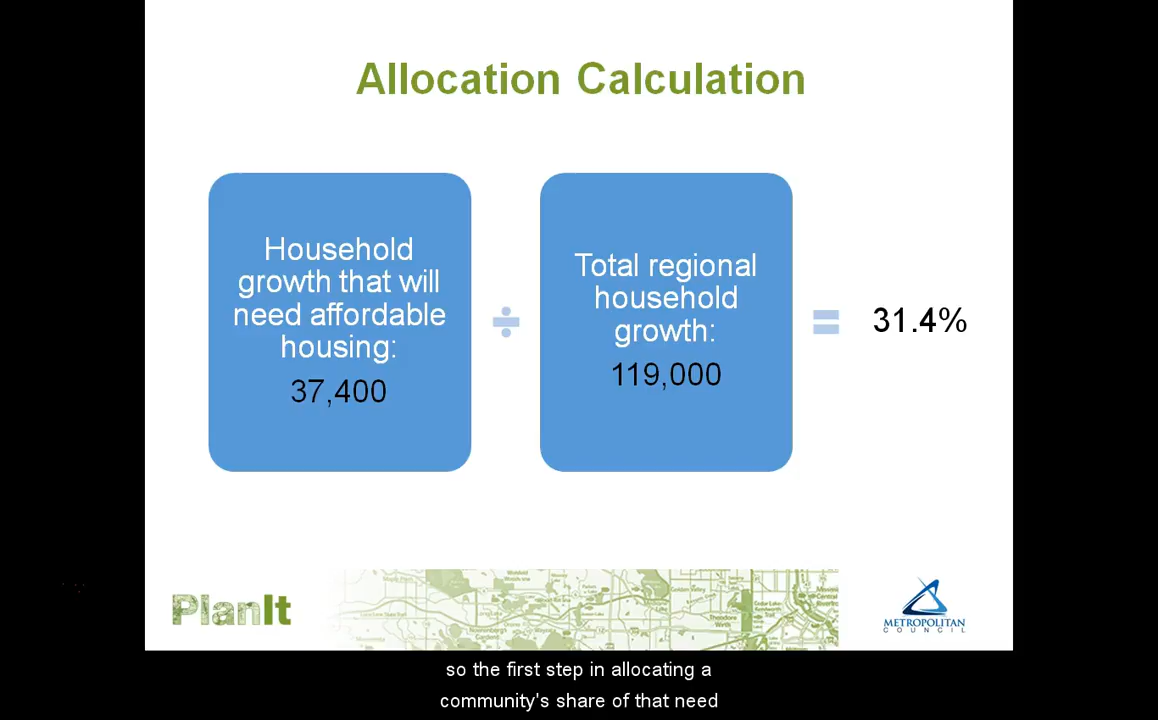 Allocation Calculation
Household
growth that will
need affordable
housing:
37,400
÷
Total regional
household
growth:
119,000
=
31.4%
PlanIt
METROPOLITAN
COUNCIL
so the first step in allocating a
community's share of that need